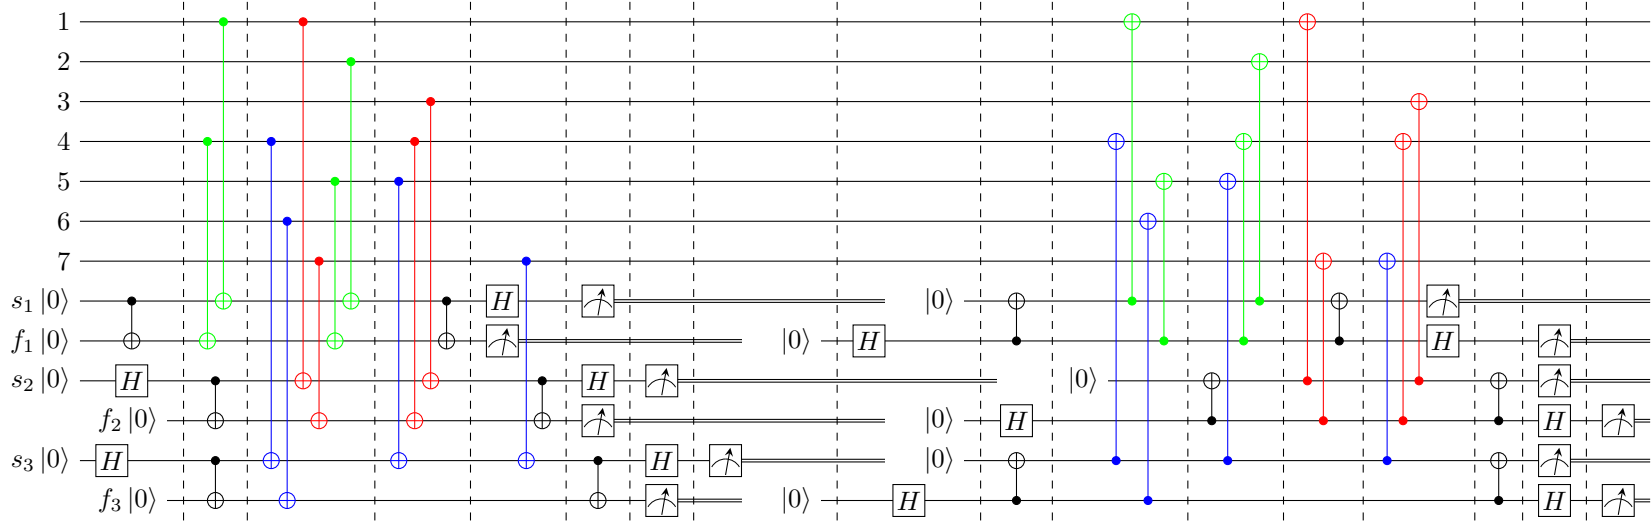 1
2
3
4
5
6
7
s₁ |0⟩ H |0⟩
f₁ |0⟩ |0⟩ H H
s₂ |0⟩ H H |0⟩
f₂ |0⟩ |0⟩ H H
s₃ |0⟩ H H |0⟩
f₃ |0⟩ |0⟩ H H